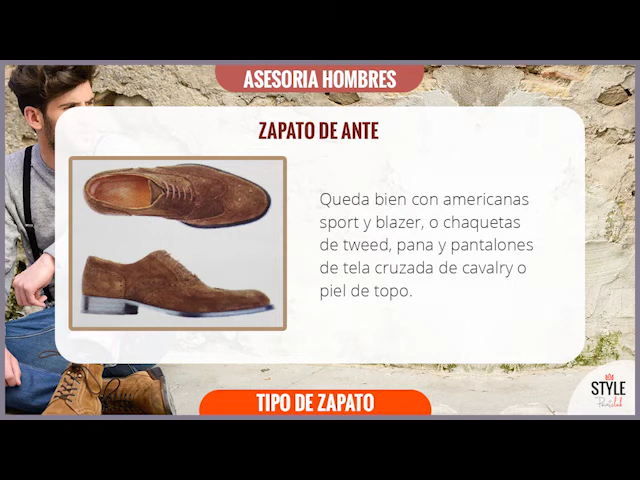 ASESORIA HOMBRES
ZAPATO DE ANTE
Queda bien con americanas
sport y blazer, o chaquetas
de tweed, pana y pantalones
de tela cruzada de cavalry o
piel de topo.
TIPO DE ZAPATO
STYLE